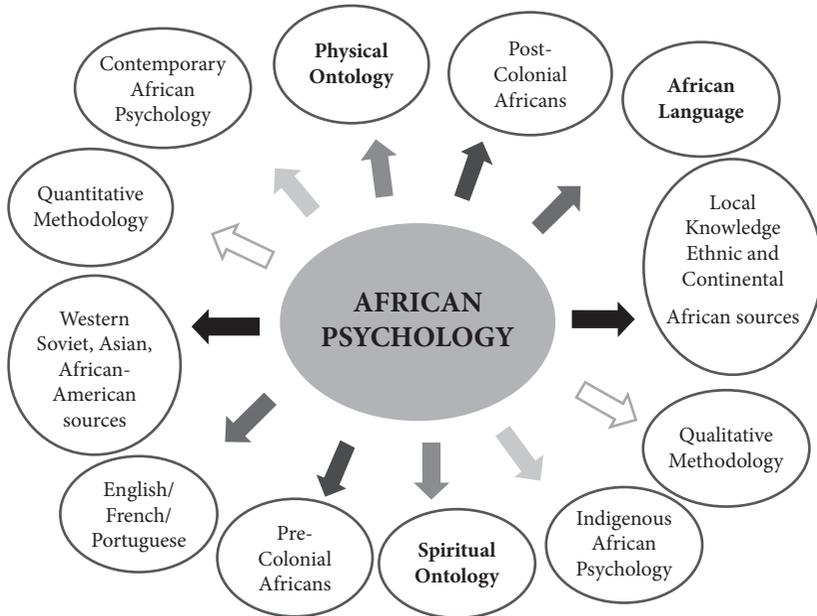 Physical
Ontology
Post-
Colonial
Africans
African
Language
Local
Knowledge
Ethnic and
Continental
African sources
Qualitative
Methodology
Indigenous
African
Psychology
Spiritual
Ontology
Pre-
Colonial
Africans
English/
French/
Portuguese
Western
Soviet, Asian,
African-
American
sources
Quantitative
Methodology
Contemporary
African
Psychology
AFRICAN
PSYCHOLOGY